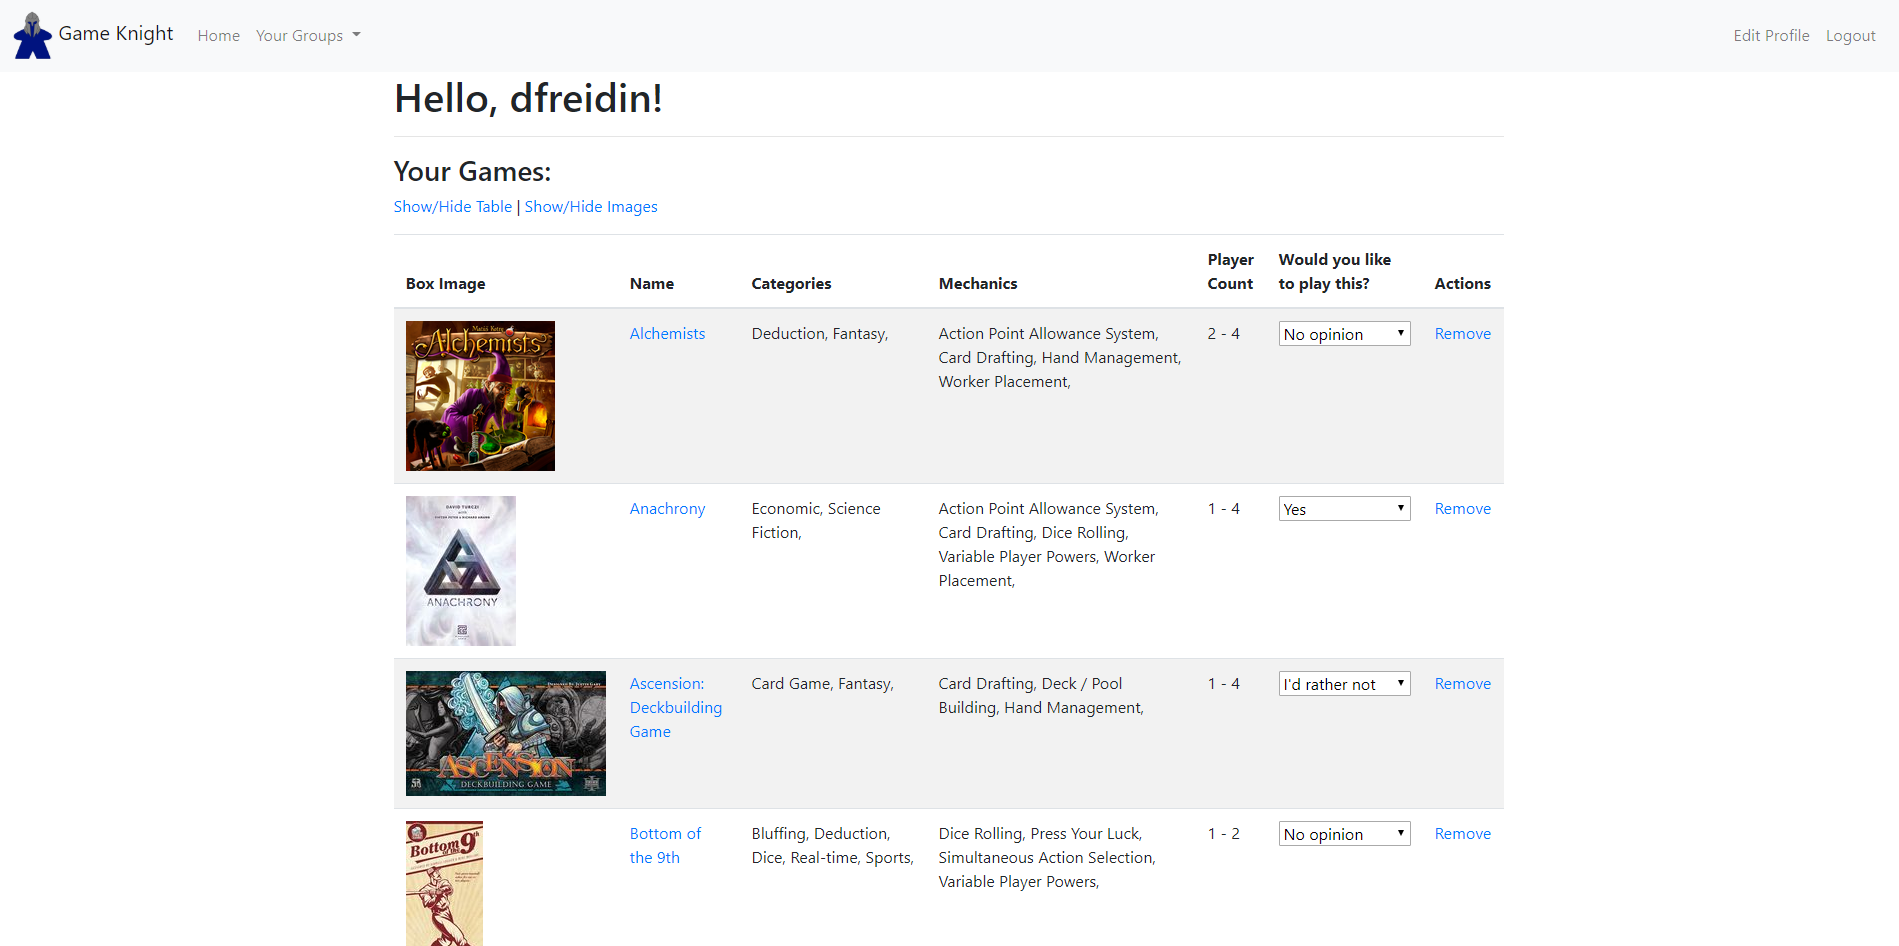 Game Knight Home Your Groups Edit Profile Logout
Hello, dfreidin!
Your Games:
Show/Hide Table | Show/Hide Images
Box Image Name Categories Mechanics Player Count Would you like to play this? Actions
Alchemists
Alchemists Deduction, Fantasy, Action Point Allowance System, 2 - 4 No opinion Remove
Card Drafting, Hand Management,
Worker Placement,
DAVID TURCZI
ANACHRONY
Anachrony Economic, Science 1 - 4 Yes Remove
Fiction,
Action Point Allowance System,
Card Drafting, Dice Rolling,
Variable Player Powers, Worker
Placement,
ASCENSION
DECKBUILDING GAME
Ascension:
Deckbuilding
Game
Card Game, Fantasy,
Card Drafting, Deck / Pool
Building, Hand Management,
1 - 4 I'd rather not Remove
Bottom
of the 9th
Bottom of
the 9th
Bluffing, Deduction,
Dice, Real-time, Sports,
Dice Rolling, Press Your Luck,
Simultaneous Action Selection,
Variable Player Powers,
1 - 2 No opinion Remove